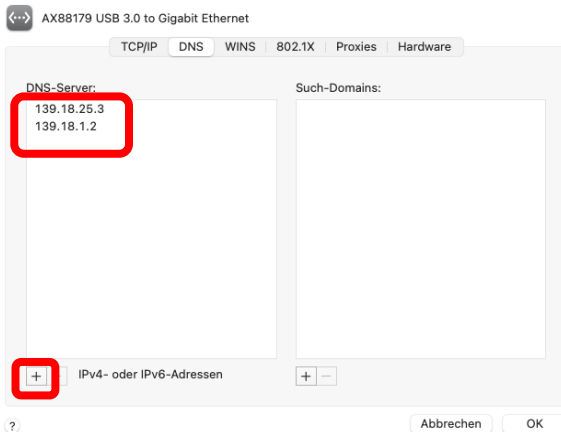 AX88179 USB 3.0 to Gigabit Ethernet
TCP/IP DNS WINS 802.1X Proxies Hardware
DNS-Server: Such-Domains:
139.18.25.3
139.18.1.2
+ IPv4- oder IPv6-Adressen + −
? Abbrechen OK